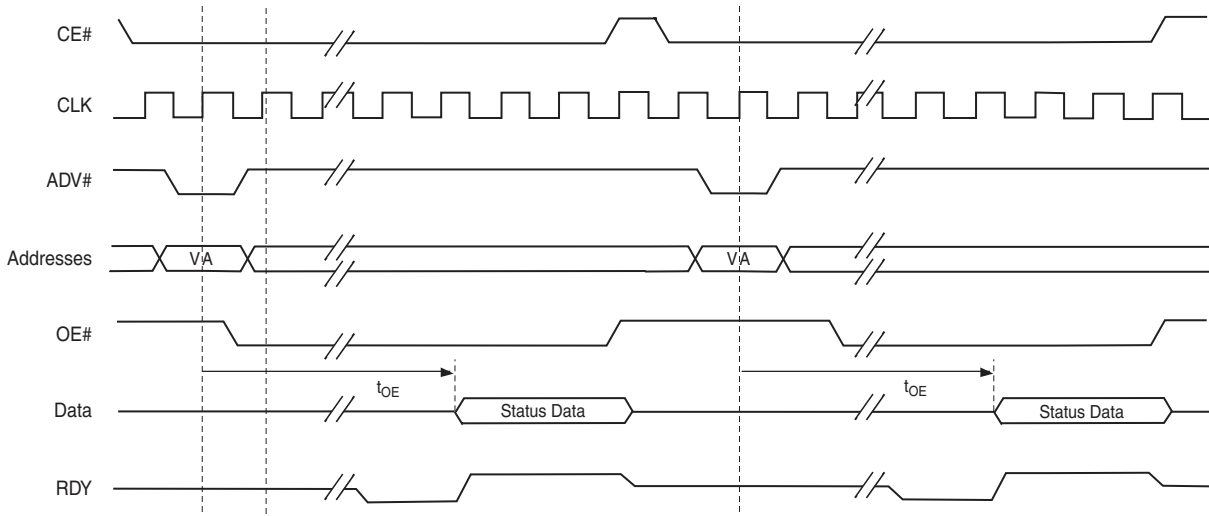 CE#
CLK
ADV#
Addresses VA VA
OE#
tOE tOE
Data Status Data Status Data
RDY